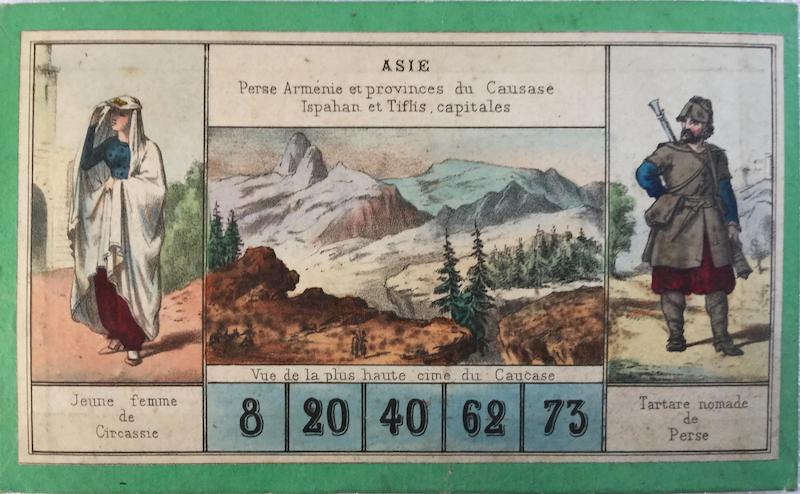 ASIE
Perse Arménie et provinces du Causase
Ispahan et Tiflis, capitales
Vue de la plus haute cime du Caucase
8 20 40 62 73
Jeune femme
de
Circassie
Tartare nomade
de
Perse